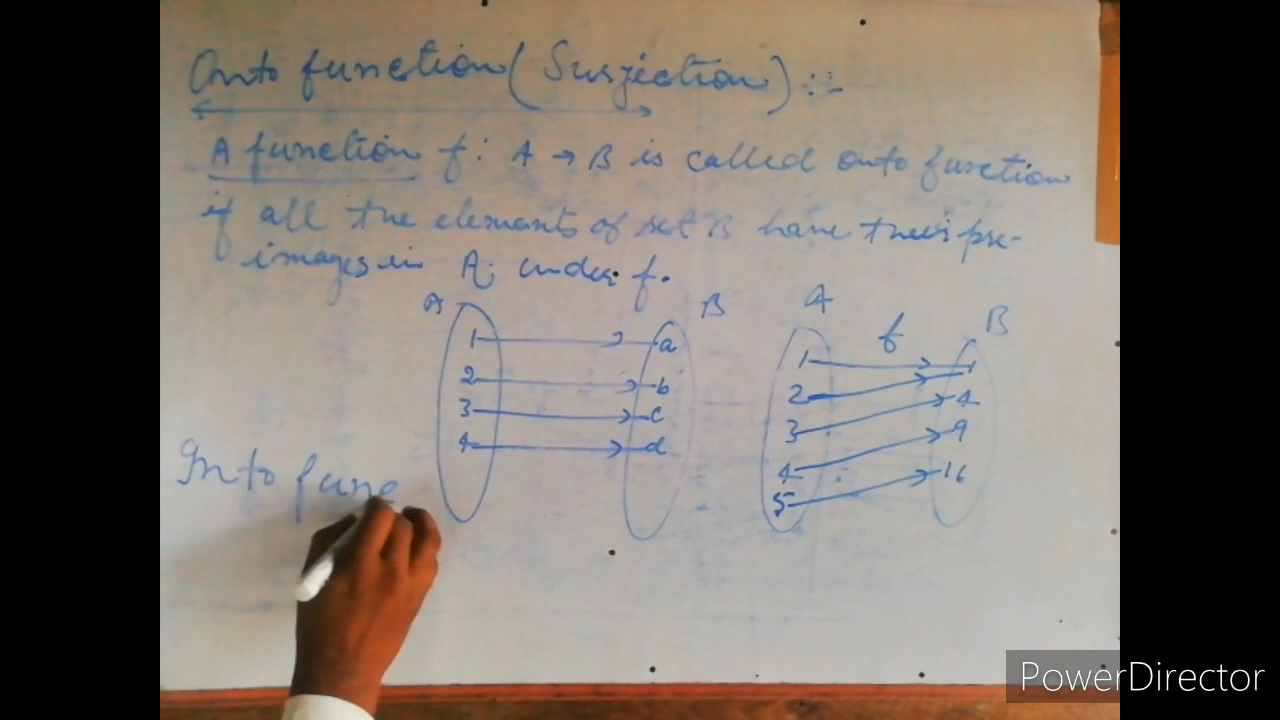 Onto function (Surjection) :-
A function f: A → B is called onto function
if all the elements of set B have their pre-
images in A, under f.
A B
1 a
2 b
3 c
4 d
A f B
1 1
2 4
3 9
4 16
5
Into func
PowerDirector